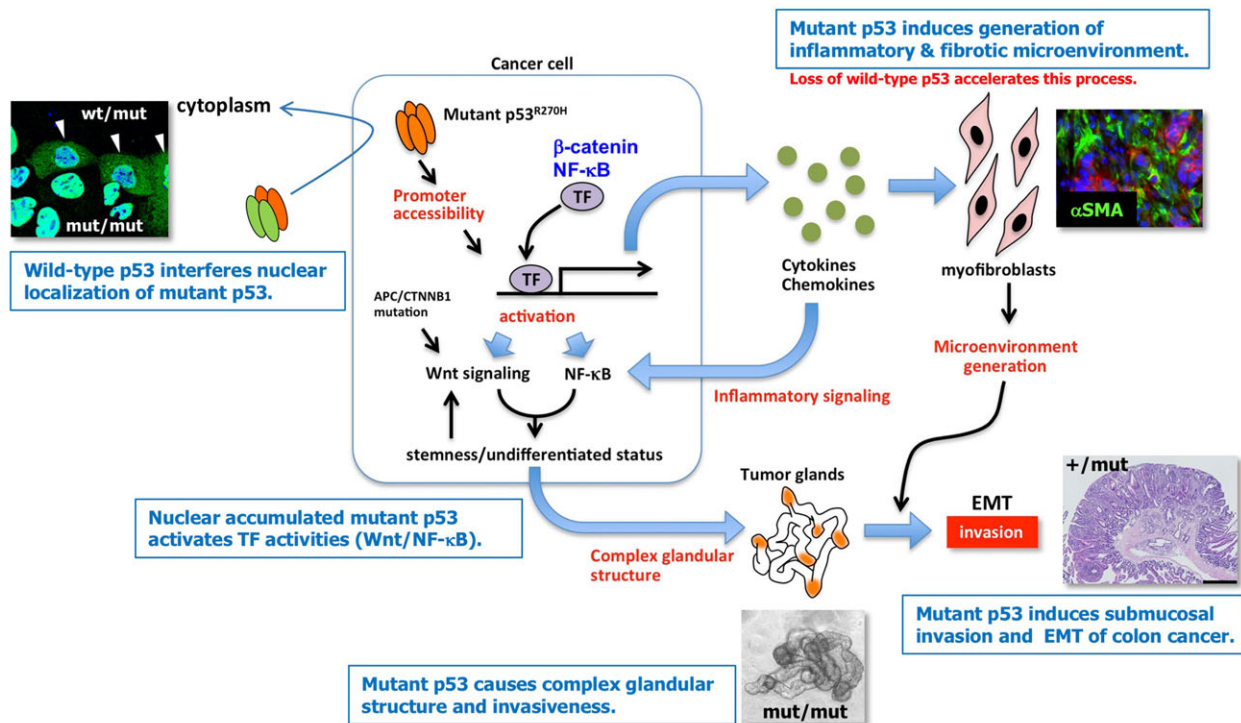 Mutant p53 induces generation of
inflammatory & fibrotic microenvironment.
Loss of wild-type p53 accelerates this process.
Cancer cell
cytoplasm
wt/mut
mut/mut
Wild-type p53 interferes nuclear
localization of mutant p53.
Mutant p53R270H
Promoter
accessibility
β-catenin
NF-κB
TF
TF
activation
APC/CTNNB1
mutation
Wnt signaling
NF-κB
stemness/undifferentiated status
Cytokines
Chemokines
Inflammatory signaling
αSMA
myofibroblasts
Microenvironment
generation
Nuclear accumulated mutant p53
activates TF activities (Wnt/NF-κB).
Complex glandular
structure
Tumor glands
EMT
invasion
+/mut
Mutant p53 induces submucosal
invasion and EMT of colon cancer.
Mutant p53 causes complex glandular
structure and invasiveness.
mut/mut